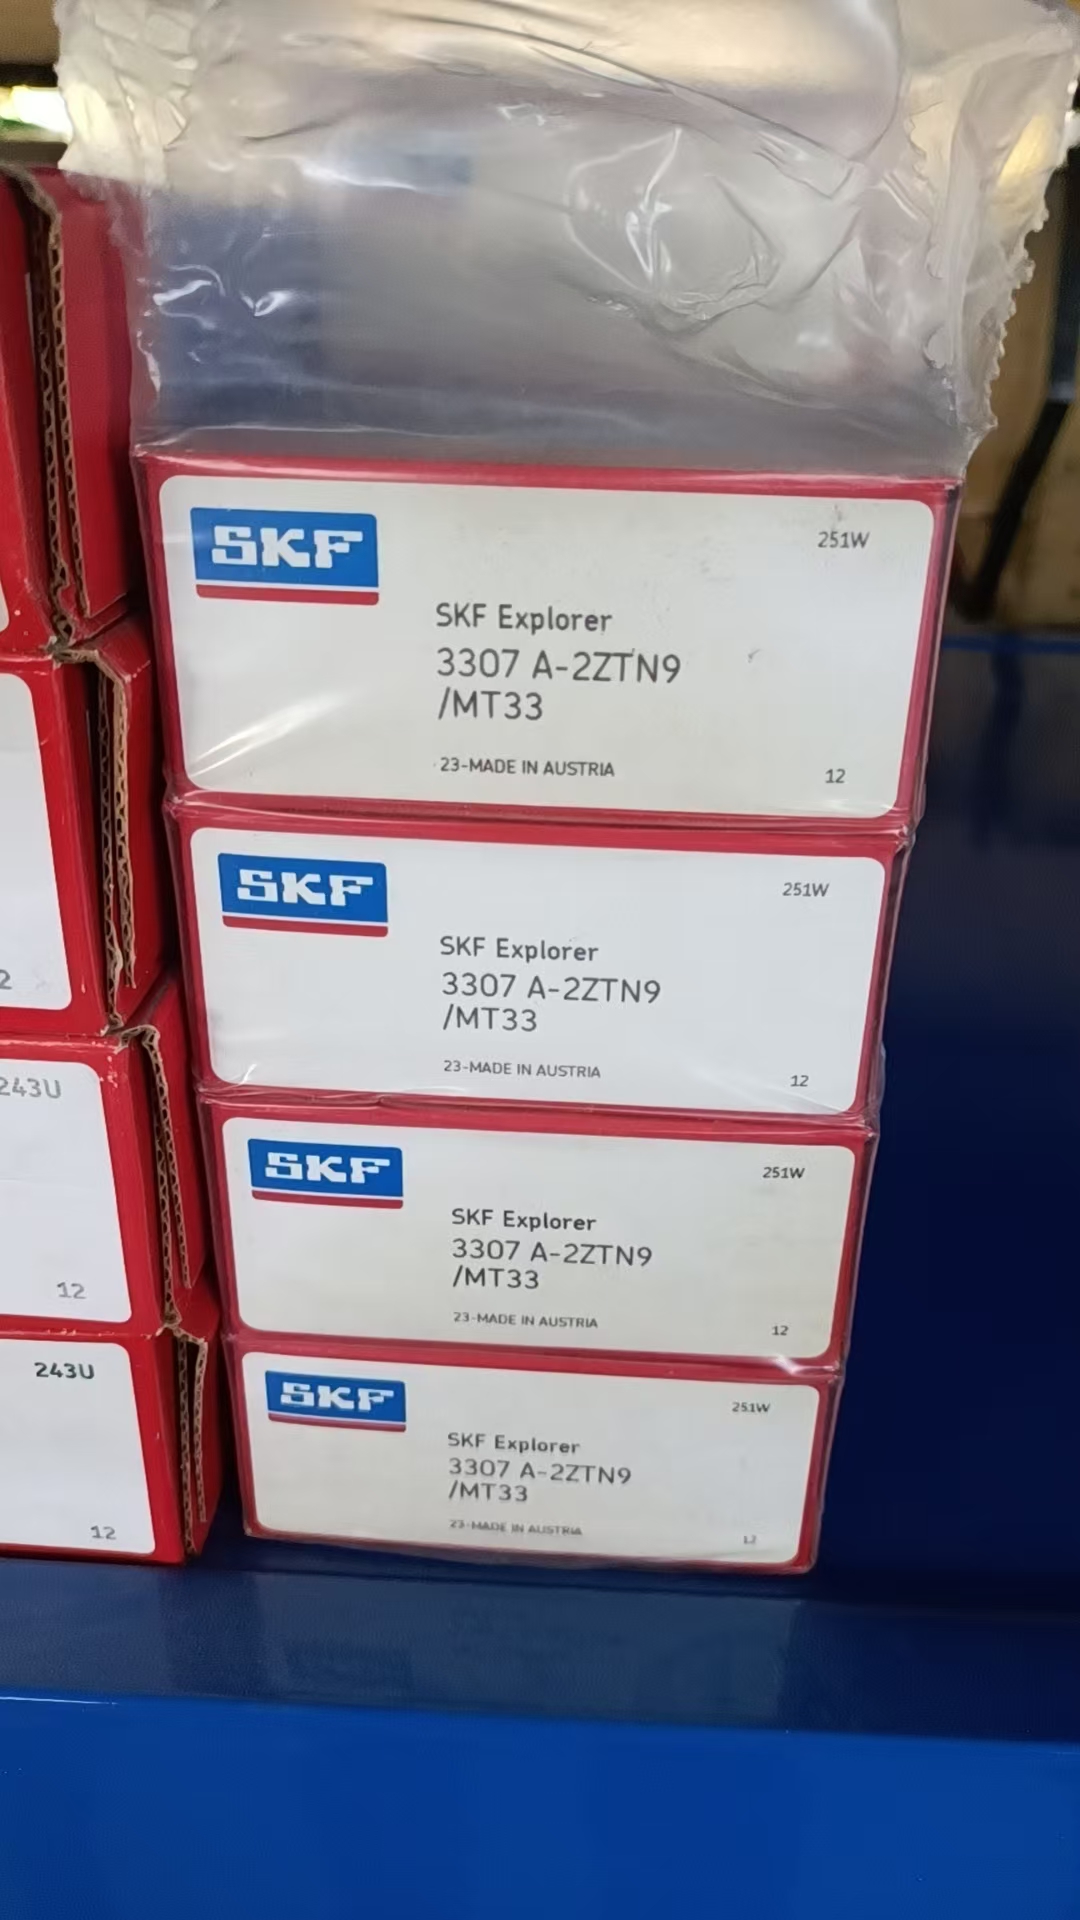 SKF
251W
SKF Explorer
3307 A-2ZTN9
/MT33
23-MADE IN AUSTRIA
12
SKF
251W
SKF Explorer
3307 A-2ZTN9
/MT33
23-MADE IN AUSTRIA
12
SKF
251W
SKF Explorer
3307 A-2ZTN9
/MT33
23-MADE IN AUSTRIA
12
SKF
251W
SKF Explorer
3307 A-2ZTN9
/MT33
23-MADE IN AUSTRIA
12
2
243U
12
243U
12